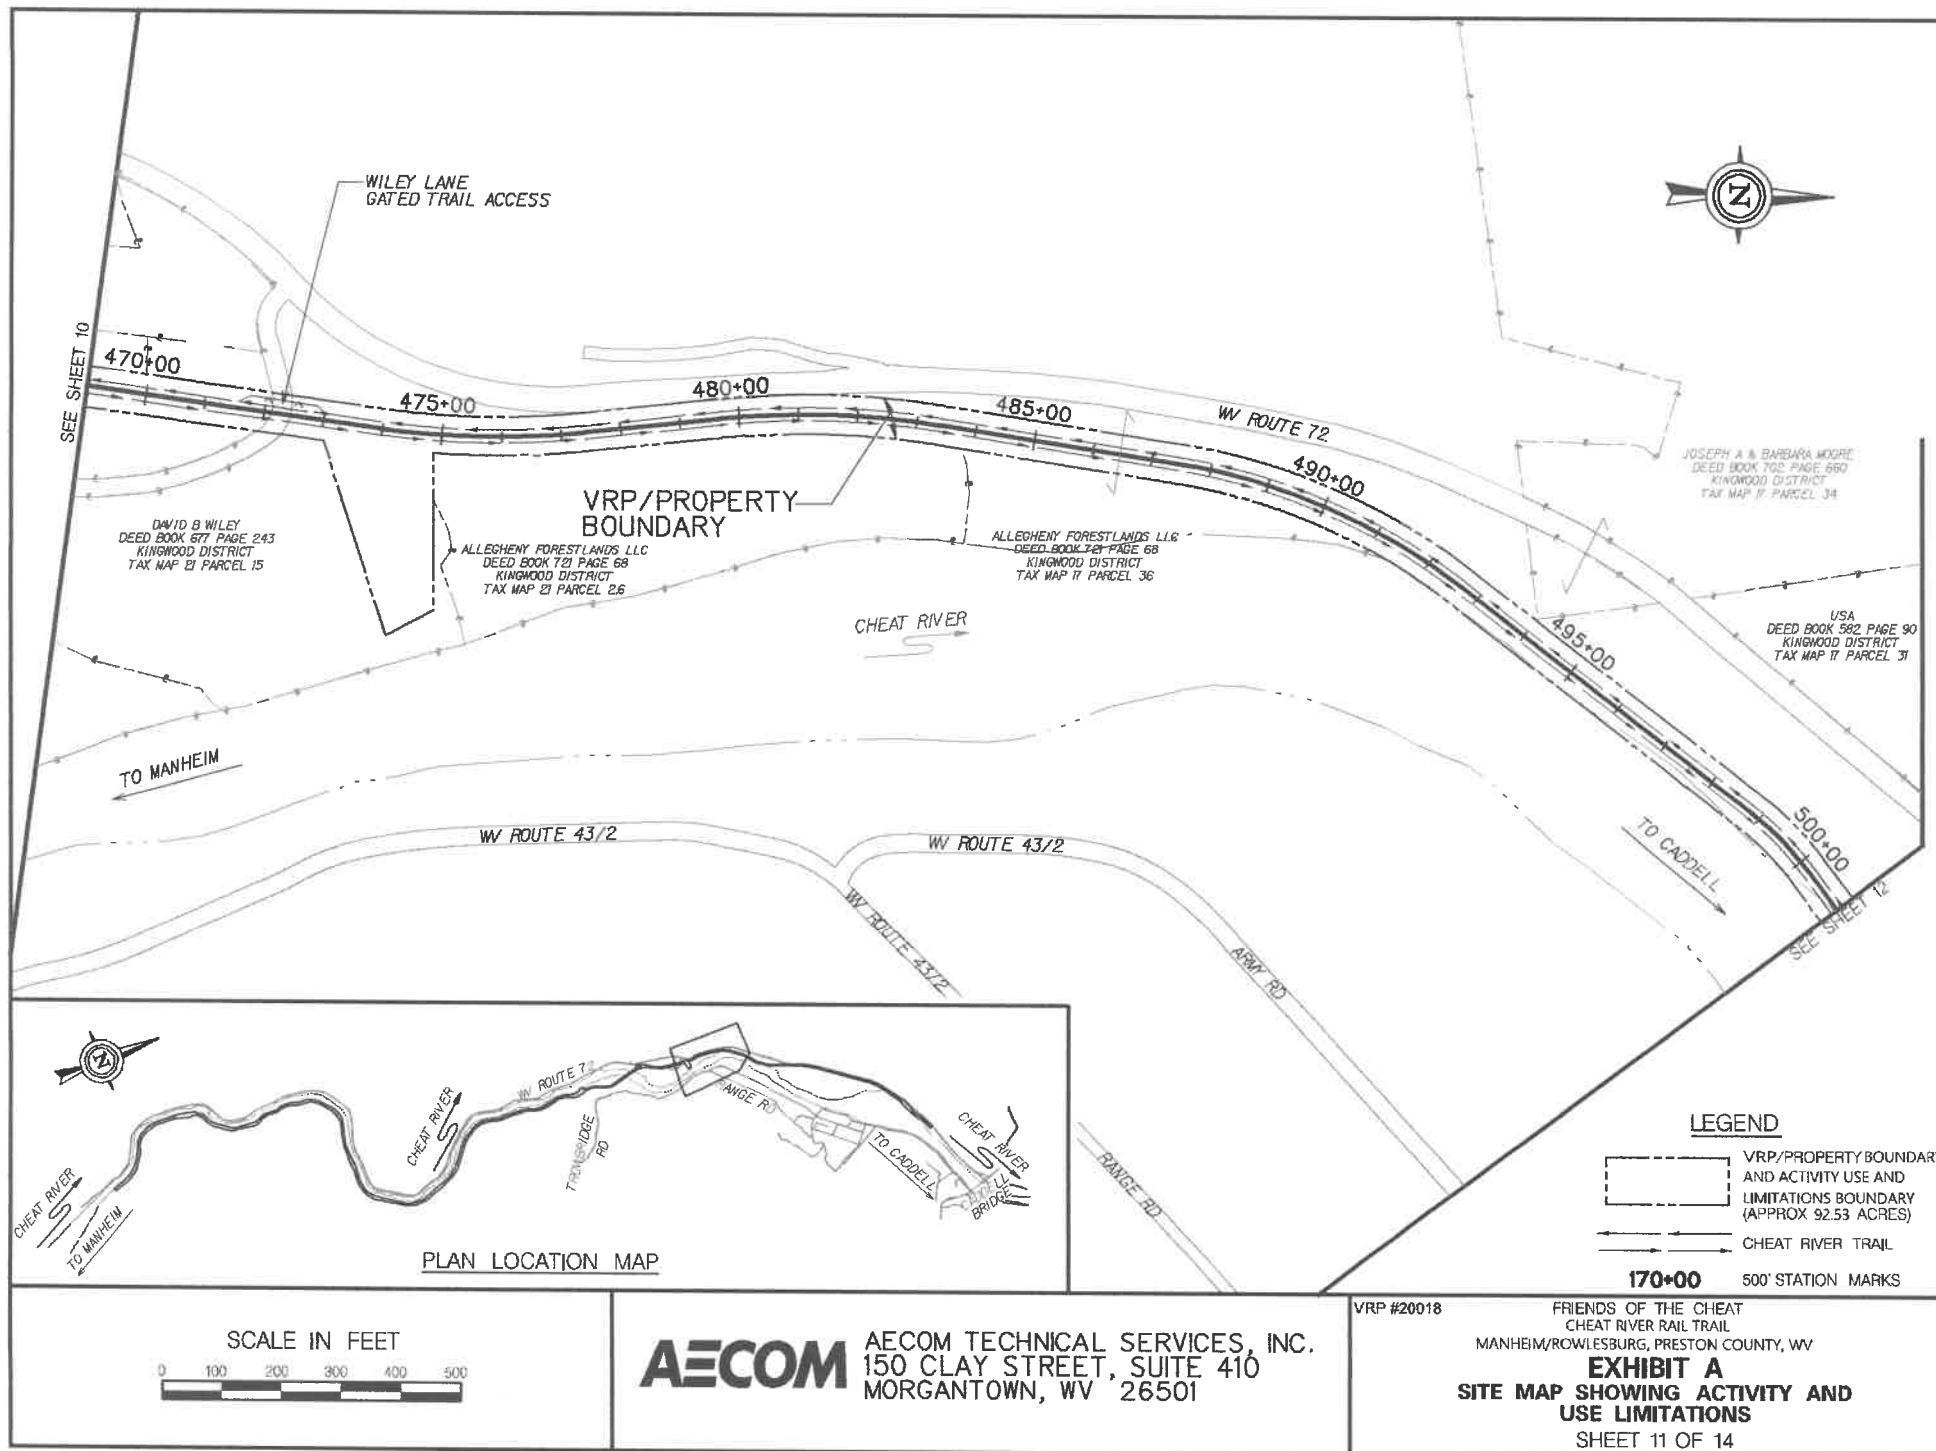 WILEY LANE
GATED TRAIL ACCESS
N
SEE SHEET 10
470+00
475+00
480+00
485+00
490+00
495+00
500+00
WV ROUTE 72
VRP/PROPERTY
BOUNDARY
JOSEPH A & BARBARA MOORE
DEED BOOK 702 PAGE 660
KINGWOOD DISTRICT
TAX MAP 17 PARCEL 34
DAVID B WILEY
DEED BOOK 677 PAGE 243
KINGWOOD DISTRICT
TAX MAP 21 PARCEL 15
ALLEGHENY FORESTLANDS LLC
DEED BOOK 721 PAGE 68
KINGWOOD DISTRICT
TAX MAP 21 PARCEL 2.6
ALLEGHENY FORESTLANDS LLC
DEED BOOK 721 PAGE 68
KINGWOOD DISTRICT
TAX MAP 17 PARCEL 36
USA
DEED BOOK 582 PAGE 90
KINGWOOD DISTRICT
TAX MAP 17 PARCEL 31
CHEAT RIVER
TO MANHEIM
WV ROUTE 43/2
WV ROUTE 43/2
WV ROUTE 43/2
ARMY RD
RANGE RD
TO CADDELL
SEE SHEET 12
N
CHEAT RIVER
TO MANHEIM
CHEAT RIVER
WV ROUTE 72
TROWBRIDGE
RD
RANGE RD
TO CADDELL
CHEAT RIVER
BRIDGE
PLAN LOCATION MAP
LEGEND
VRP/PROPERTY BOUNDARY
AND ACTIVITY USE AND
LIMITATIONS BOUNDARY
(APPROX 92.53 ACRES)
CHEAT RIVER TRAIL
170+00 500' STATION MARKS
SCALE IN FEET
0 100 200 300 400 500
AECOM
AECOM TECHNICAL SERVICES, INC.
150 CLAY STREET, SUITE 410
MORGANTOWN, WV 26501
VRP #20018
FRIENDS OF THE CHEAT
CHEAT RIVER RAIL TRAIL
MANHEIM/ROWLESBURG, PRESTON COUNTY, WV
EXHIBIT A
SITE MAP SHOWING ACTIVITY AND
USE LIMITATIONS
SHEET 11 OF 14